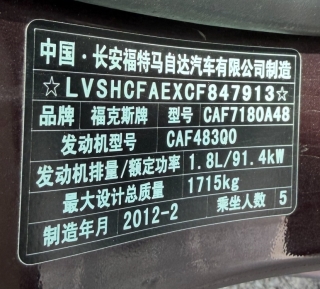 中国·长安福特马自达汽车有限公司制造
☆LVSHCFAEXCF847913☆
品牌 福克斯牌 型号 CAF7180A48
发动机型号 CAF483Q0
发动机排量/额定功率 1.8L/91.4kW
最大设计总质量 1715kg
制造年月 2012-2 乘坐人数 5